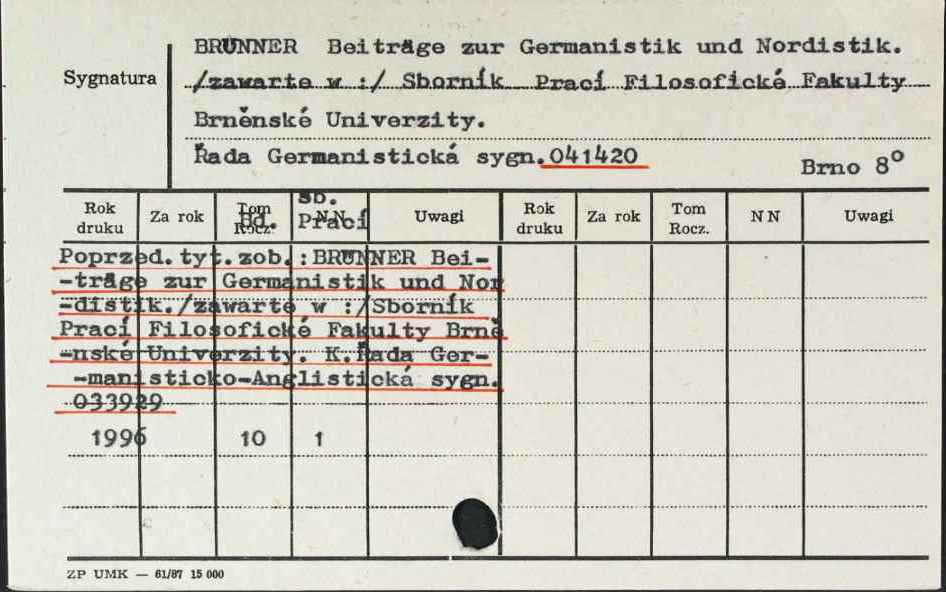 BRÜNNER Beiträge zur Germanistik und Nordistik.
Sygnatura /zawarte w :/ Sborník Prací Filosofické Fakulty
Brněnské Univerzity.
Řada Germanistická sygn.041420 Brno 8°
Rok druku Za rok Tom Rocz. Bd. NN Sb. Prací Uwagi Rok druku Za rok Tom Rocz. NN Uwagi
Poprzed.tyt.zob.:BRÜNNER Bei-
-träge zur Germanistik und Nor
-distik./zawarte w :/Sborník
Prací Filosofické Fakulty Brně
-nské Univerzity. K.Řada Ger-
-manisticko-Anglistická sygn.
033929
1996 10 1
ZP UMK — 61/87 15 000